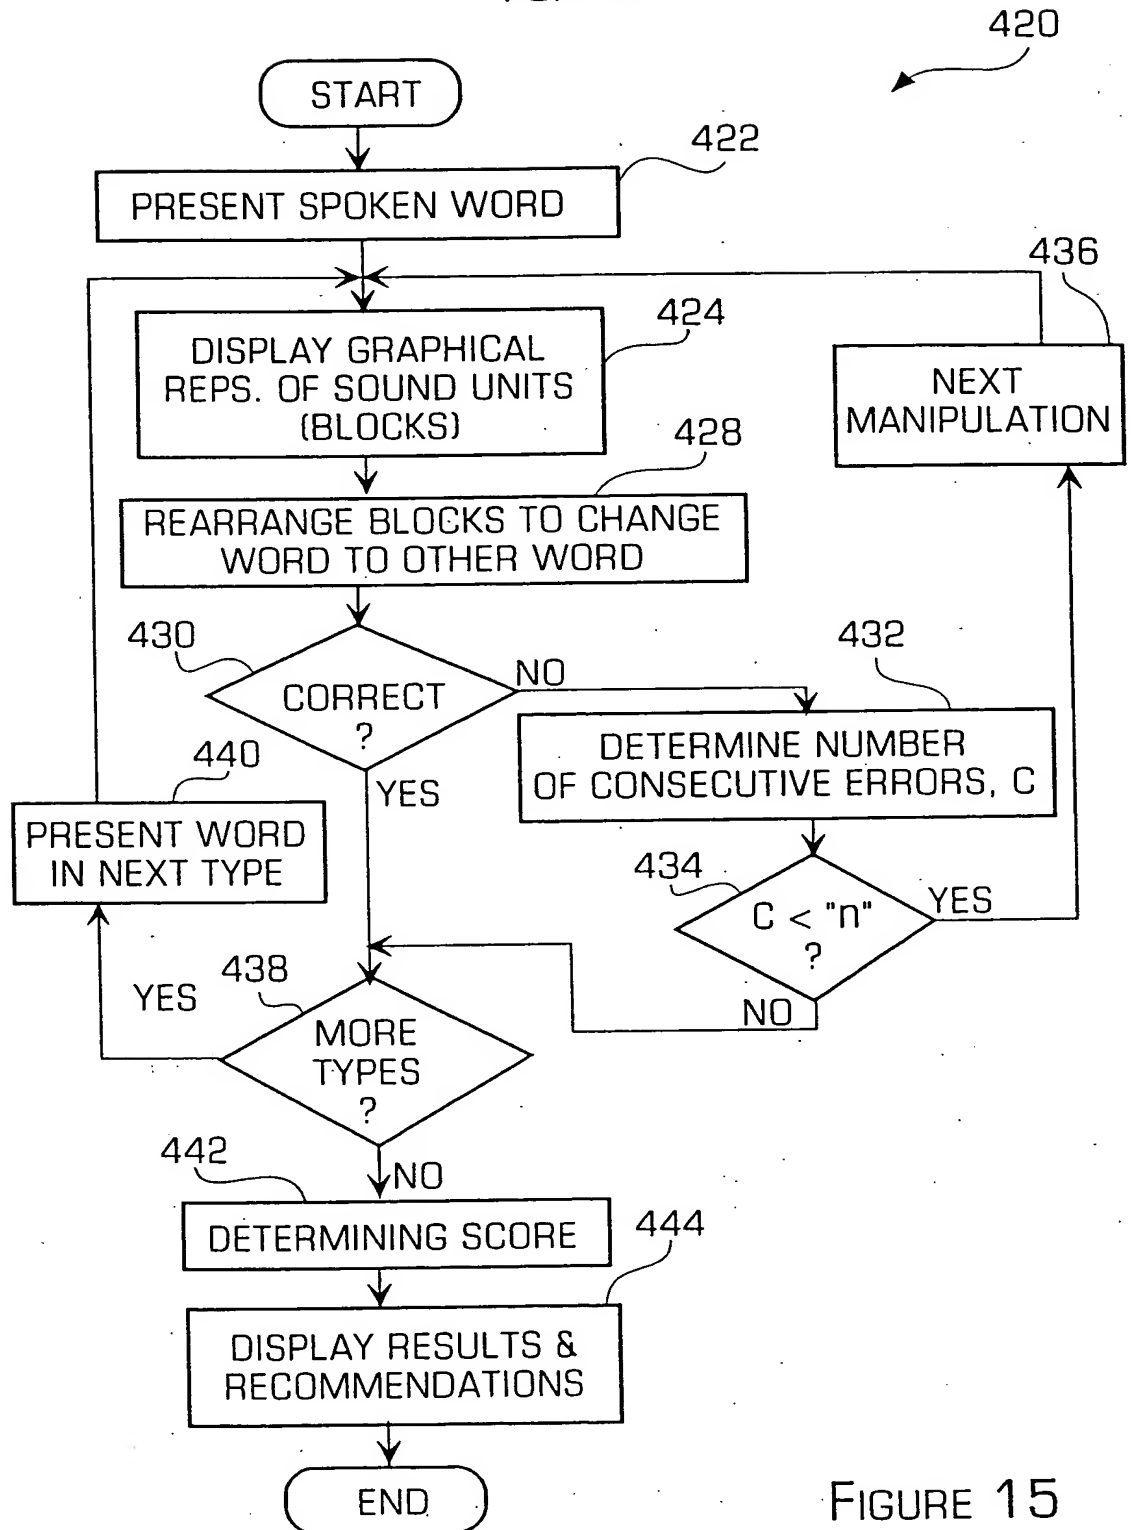 420
START
422
PRESENT SPOKEN WORD
436
424
DISPLAY GRAPHICAL
REPS. OF SOUND UNITS
(BLOCKS)
NEXT
MANIPULATION
428
REARRANGE BLOCKS TO CHANGE
WORD TO OTHER WORD
430
CORRECT
?
NO
432
DETERMINE NUMBER
OF CONSECUTIVE ERRORS, C
440
YES
PRESENT WORD
IN NEXT TYPE
434
C < "n"
?
YES
NO
438
YES
MORE
TYPES
?
442
NO
DETERMINING SCORE
444
DISPLAY RESULTS &
RECOMMENDATIONS
END
FIGURE 15